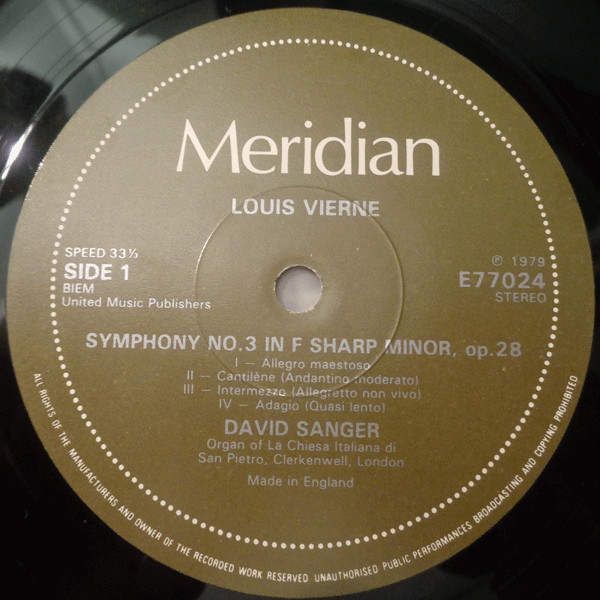 Meridian
LOUIS VIERNE
SPEED 33⅓
SIDE 1
BIEM
United Music Publishers
℗ 1979
E77024
STEREO
SYMPHONY NO.3 IN F SHARP MINOR, op.28
I – Allegro maestoso
II – Cantilène (Andantino moderato)
III – Intermezzo (Allegretto non vivo)
IV – Adagio (Quasi lento)
DAVID SANGER
Organ of La Chiesa Italiana di
San Pietro, Clerkenwell, London
Made in England
ALL RIGHTS OF THE MANUFACTURERS AND OWNER OF THE RECORDED WORK RESERVED UNAUTHORISED PUBLIC PERFORMANCES BROADCASTING AND COPYING PROHIBITED